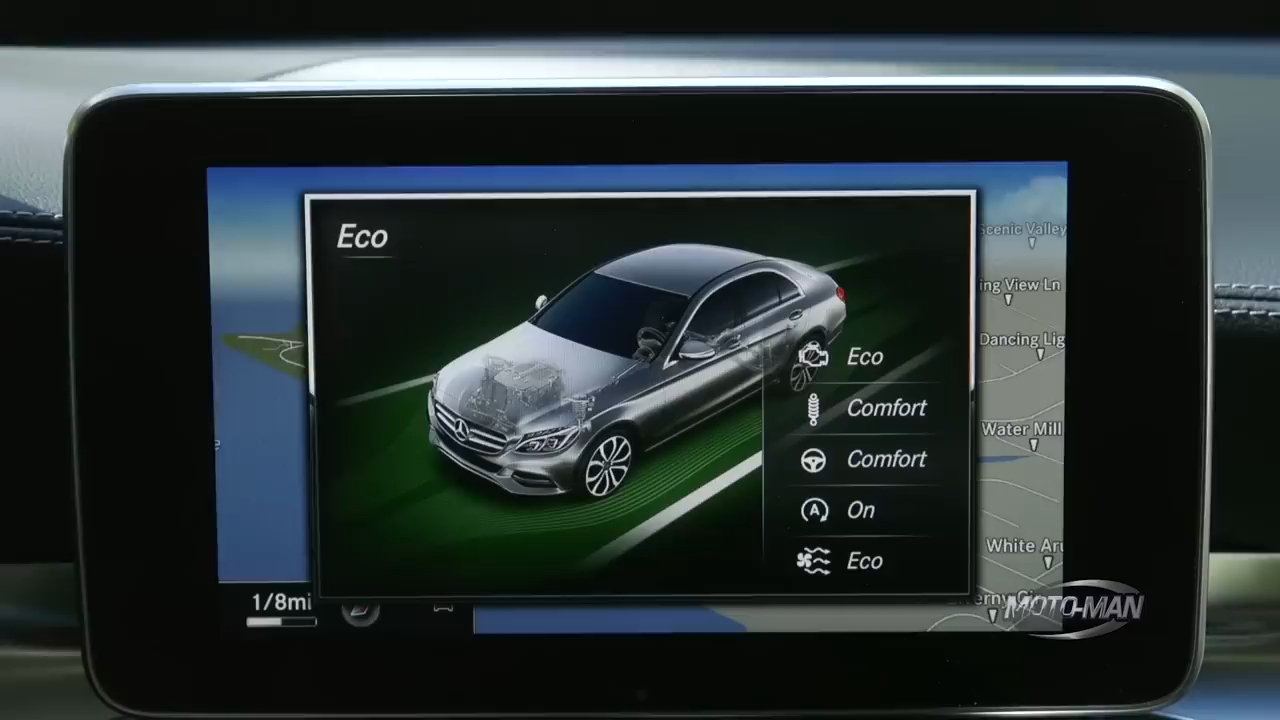 Eco
Scenic Valley
ing View Ln
Dancing Lig
Eco
Comfort
Water Mill
Comfort
A On
White Aru
Eco
1/8mi
MOTO-MAN